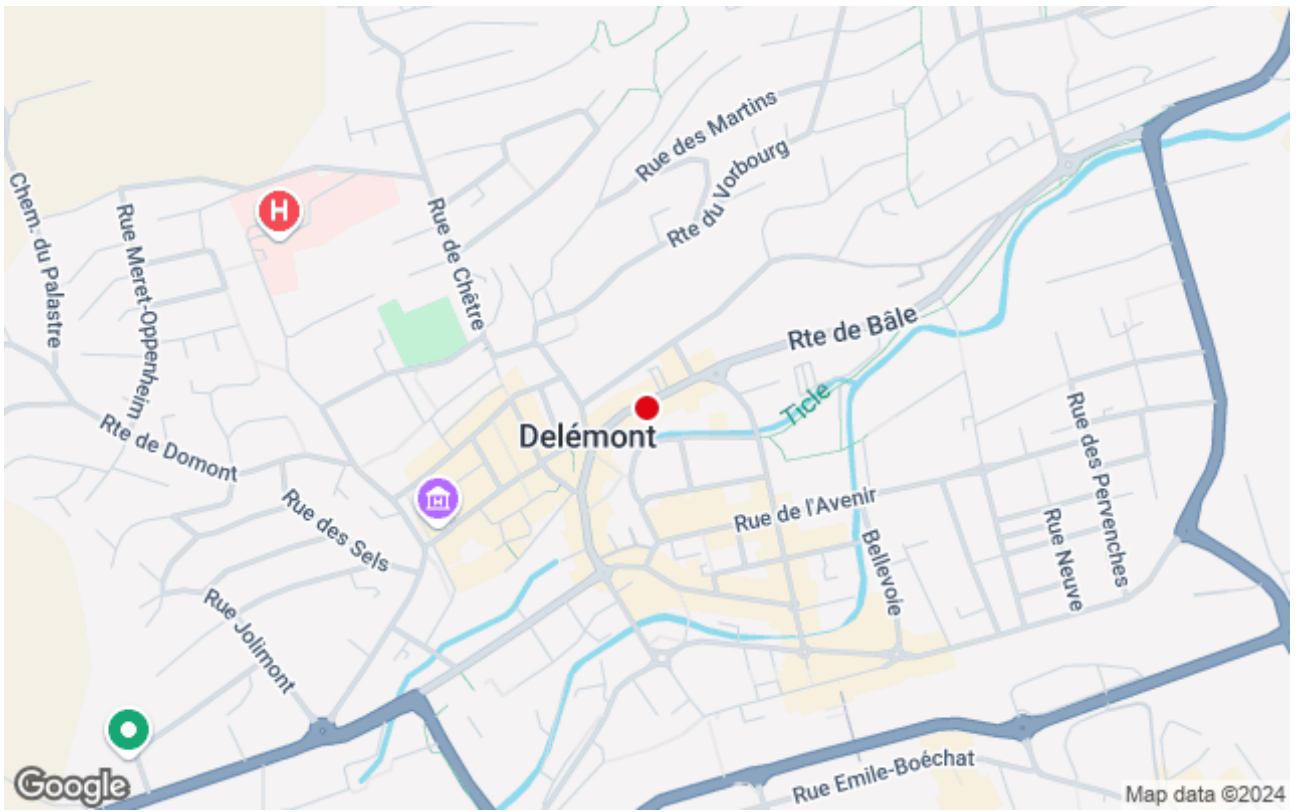 Rue des Martins
Rte du Vorbourg
Chem. du Palastre
Rue Meret-Oppenheim
H
Rue de Chêtre
Rte de Bâle
Ticle
Delémont
Rte de Domont
H
Rue des Sels
Rue de l'Avenir
Bellevoie
Rue Neuve
Rue des Pervenches
Rue Jolimont
Rue Emile-Boéchat
Google
Map data ©2024